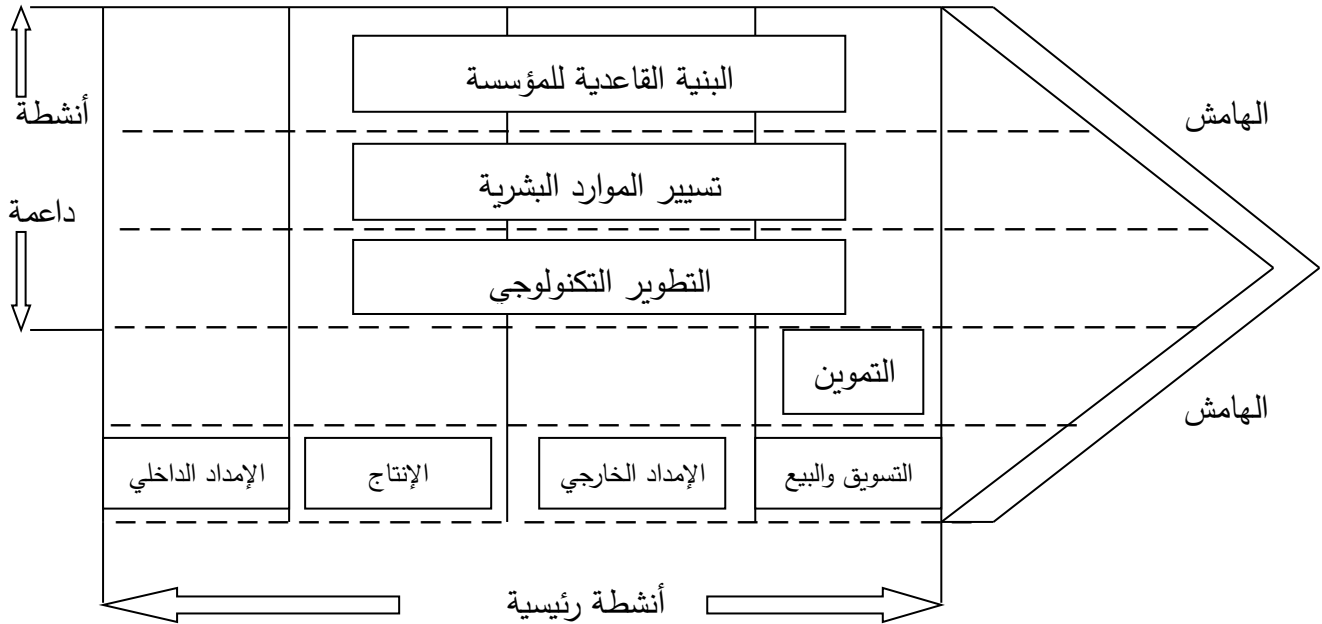 البنية القاعدية للمؤسسة
الهامش
أنشطة
تسيير الموارد البشرية
داعمة
التطوير التكنولوجي
التموين
الهامش
التسويق والبيع
الإمداد الخارجي
الإنتاج
الإمداد الداخلي
أنشطة رئيسية